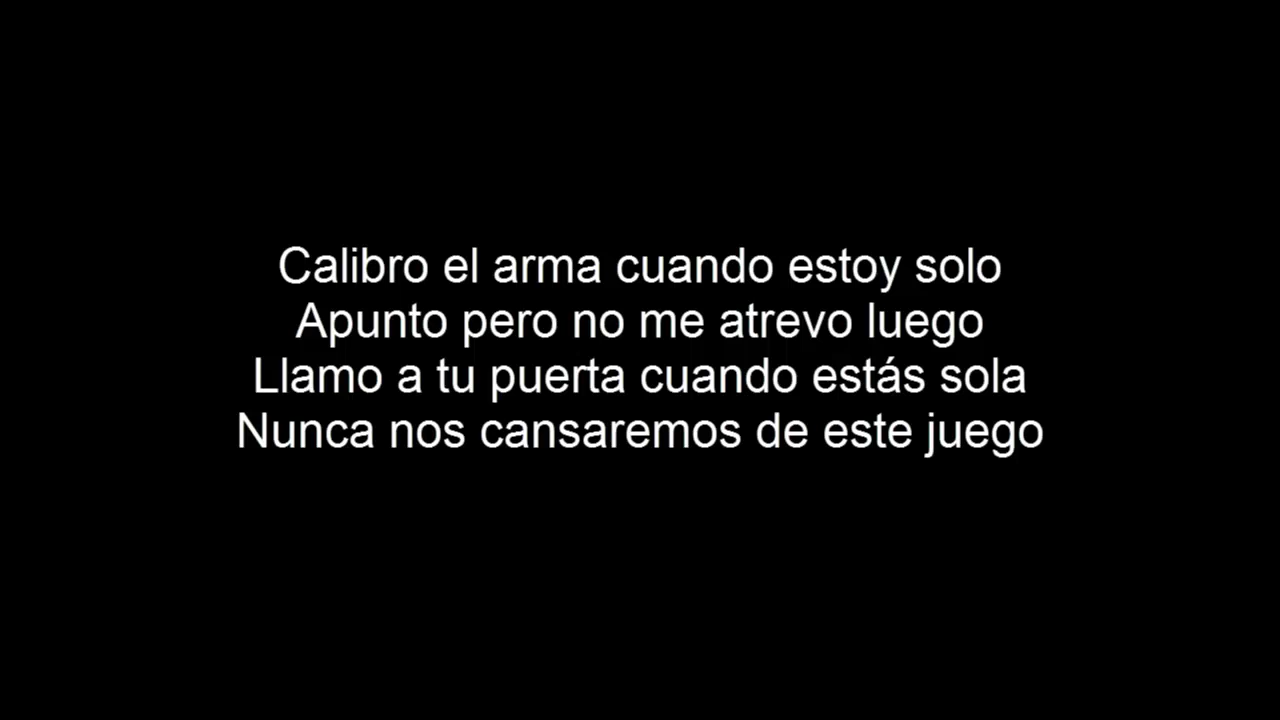 Calibro el arma cuando estoy solo
Apunto pero no me atrevo luego
Llamo a tu puerta cuando estás sola
Nunca nos cansaremos de este juego